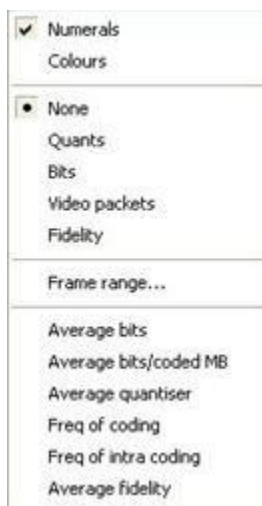 Numerals
Colours
None
Quants
Bits
Video packets
Fidelity
Frame range...
Average bits
Average bits/coded MB
Average quantiser
Freq of coding
Freq of intra coding
Average fidelity